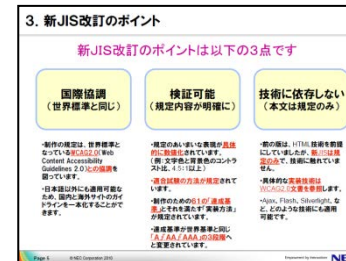 3. 新JIS改訂のポイント
新JIS改訂のポイントは以下の3点です
国際協調
(世界標準と同じ)
・制作の規定は、世界標準と
なっているWCAG2.0(Web
Content Accessibility
Guidelines 2.0)との協調を
図っています。
・日本語以外にも適用可能な
ため、国内と海外サイトのガイ
ドラインを一本化することがで
きます。
検証可能
(規定内容が明確に)
・規定のあいまいな表現が具体
的に数値化されています。
(例:文字色と背景色のコントラ
スト比、4.5:1以上)
・適合試験の方法が規定されて
います。
・制作のための61の「達成基
準」とそれを満たす「実装方法」
が規定されています。
・達成基準が世界標準と同じ
「A/AA/AAA」の3段階へ
と変更されています。
技術に依存しない
(本文は規定のみ)
・前の版は、HTML技術を前提
にしていましたが、新JISは規
定のみで、技術に触れていま
せん。
・具体的な実装技術は
WCAG2.0文書を参照します。
・Ajax, Flash, Silverlight, な
ど、どのような技術にも適用
可能です。
Page 6
© NEC Corporation 2010
Empowered by Innovation
NE